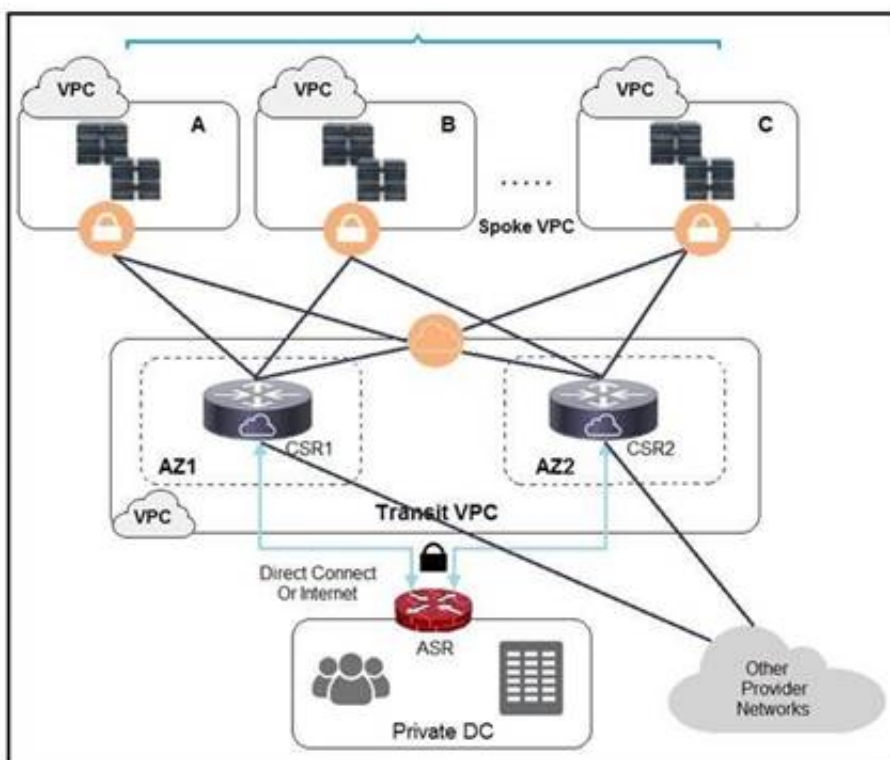 VPC
A
VPC
B
VPC
C
.....
Spoke VPC
CSR1
AZ1
CSR2
AZ2
Transit VPC
VPC
Direct Connect
Or Internet
ASR
Private DC
Other
Provider
Networks